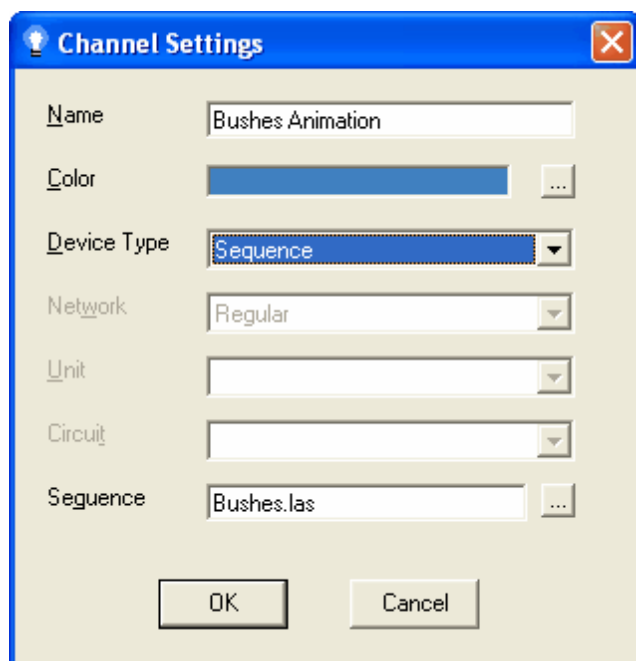 Channel Settings
Name Bushes Animation
Color ...
Device Type Sequence
Network Regular
Unit
Circuit
Sequence Bushes.las ...
OK Cancel